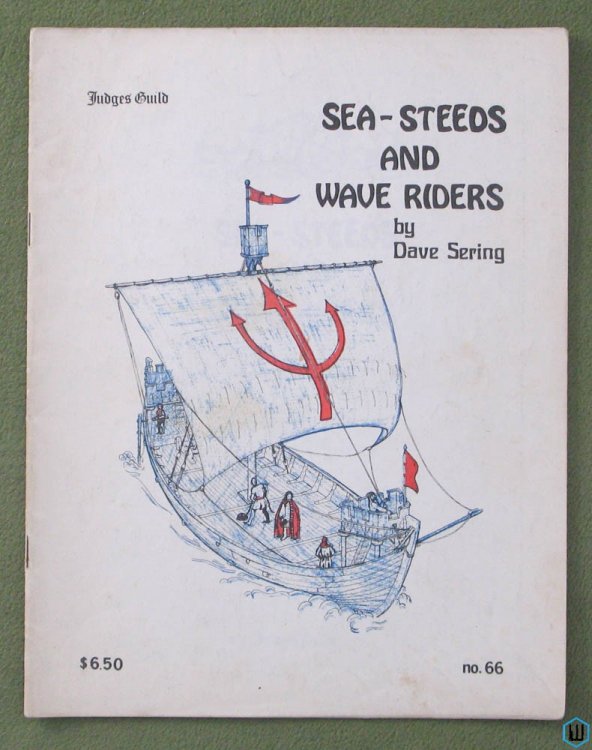 Judges Guild
SEA-STEEDS
AND
WAVE RIDERS
by
Dave Sering
$6.50
no. 66